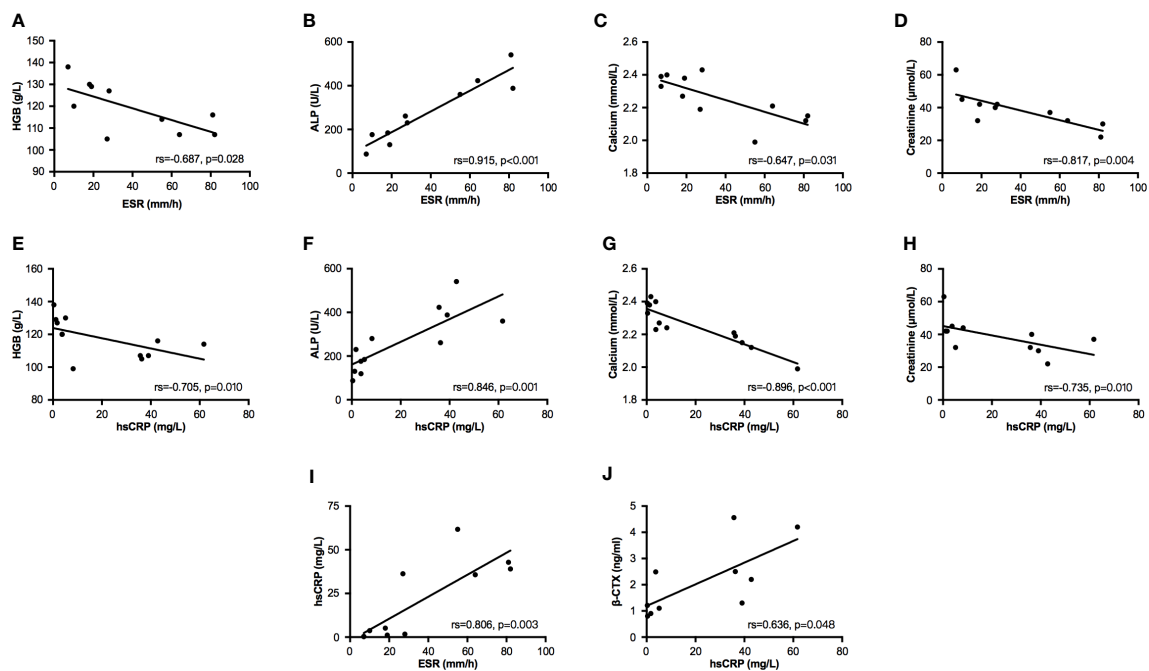 A
HGB (g/L)
150
140
130
120
110
100
90
0 20 40 60 80 100
ESR (mm/h)
rs=-0.687, p=0.028
B
ALP (U/L)
600
400
200
0
0 20 40 60 80 100
ESR (mm/h)
rs=0.915, p<0.001
C
Calcium (mmol/L)
2.6
2.4
2.2
2.0
1.8
0 20 40 60 80 100
ESR (mm/h)
rs=-0.647, p=0.031
D
Creatinine (μmol/L)
80
60
40
20
0
0 20 40 60 80 100
ESR (mm/h)
rs=-0.817, p=0.004
E
HGB (g/L)
160
140
120
100
80
0 20 40 60 80
hsCRP (mg/L)
rs=-0.705, p=0.010
F
ALP (U/L)
600
400
200
0
0 20 40 60 80
hsCRP (mg/L)
rs=0.846, p=0.001
G
Calcium (mmol/L)
2.6
2.4
2.2
2.0
1.8
0 20 40 60 80
hsCRP (mg/L)
rs=-0.896, p<0.001
H
Creatinine (μmol/L)
80
60
40
20
0
0 20 40 60 80
hsCRP (mg/L)
rs=-0.735, p=0.010
I
hsCRP (mg/L)
75
50
25
0
0 20 40 60 80 100
ESR (mm/h)
rs=0.806, p=0.003
J
β-CTX (ng/ml)
5
4
3
2
1
0
0 20 40 60 80
hsCRP (mg/L)
rs=0.636, p=0.048